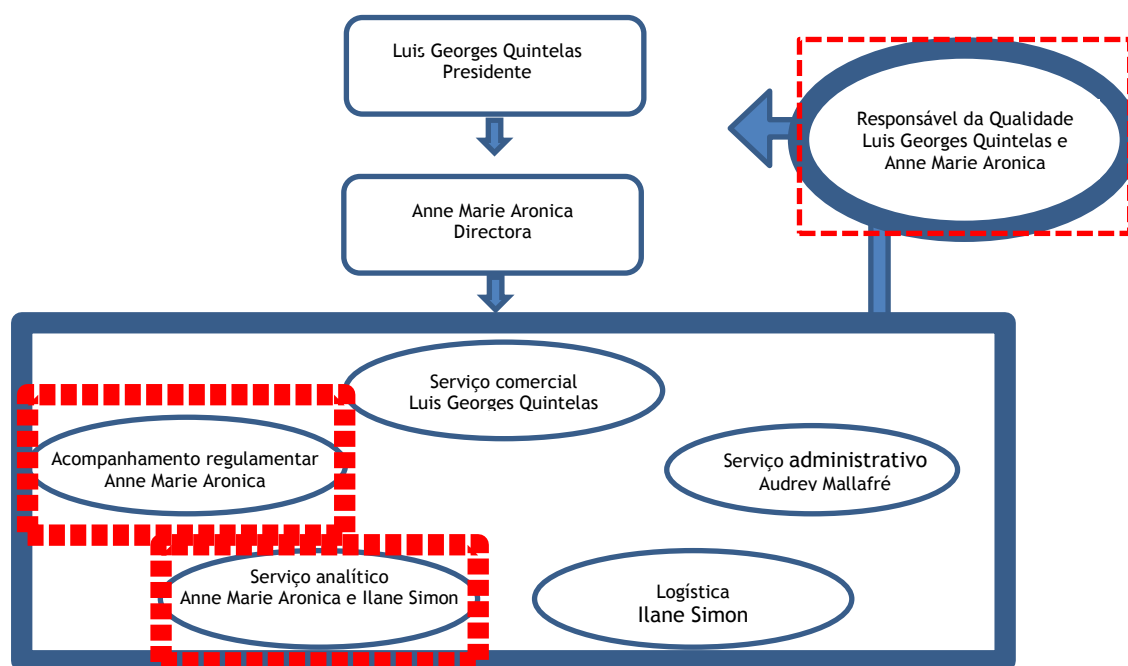 Luis Georges Quintelas
Presidente
Responsável da Qualidade
Luis Georges Quintelas e
Anne Marie Aronica
Anne Marie Aronica
Directora
Serviço comercial
Luis Georges Quintelas
Acompanhamento regulamentar
Anne Marie Aronica
Serviço administrativo
Audrey Mallafré
Serviço analítico
Anne Marie Aronica e Ilane Simon
Logística
Ilane Simon